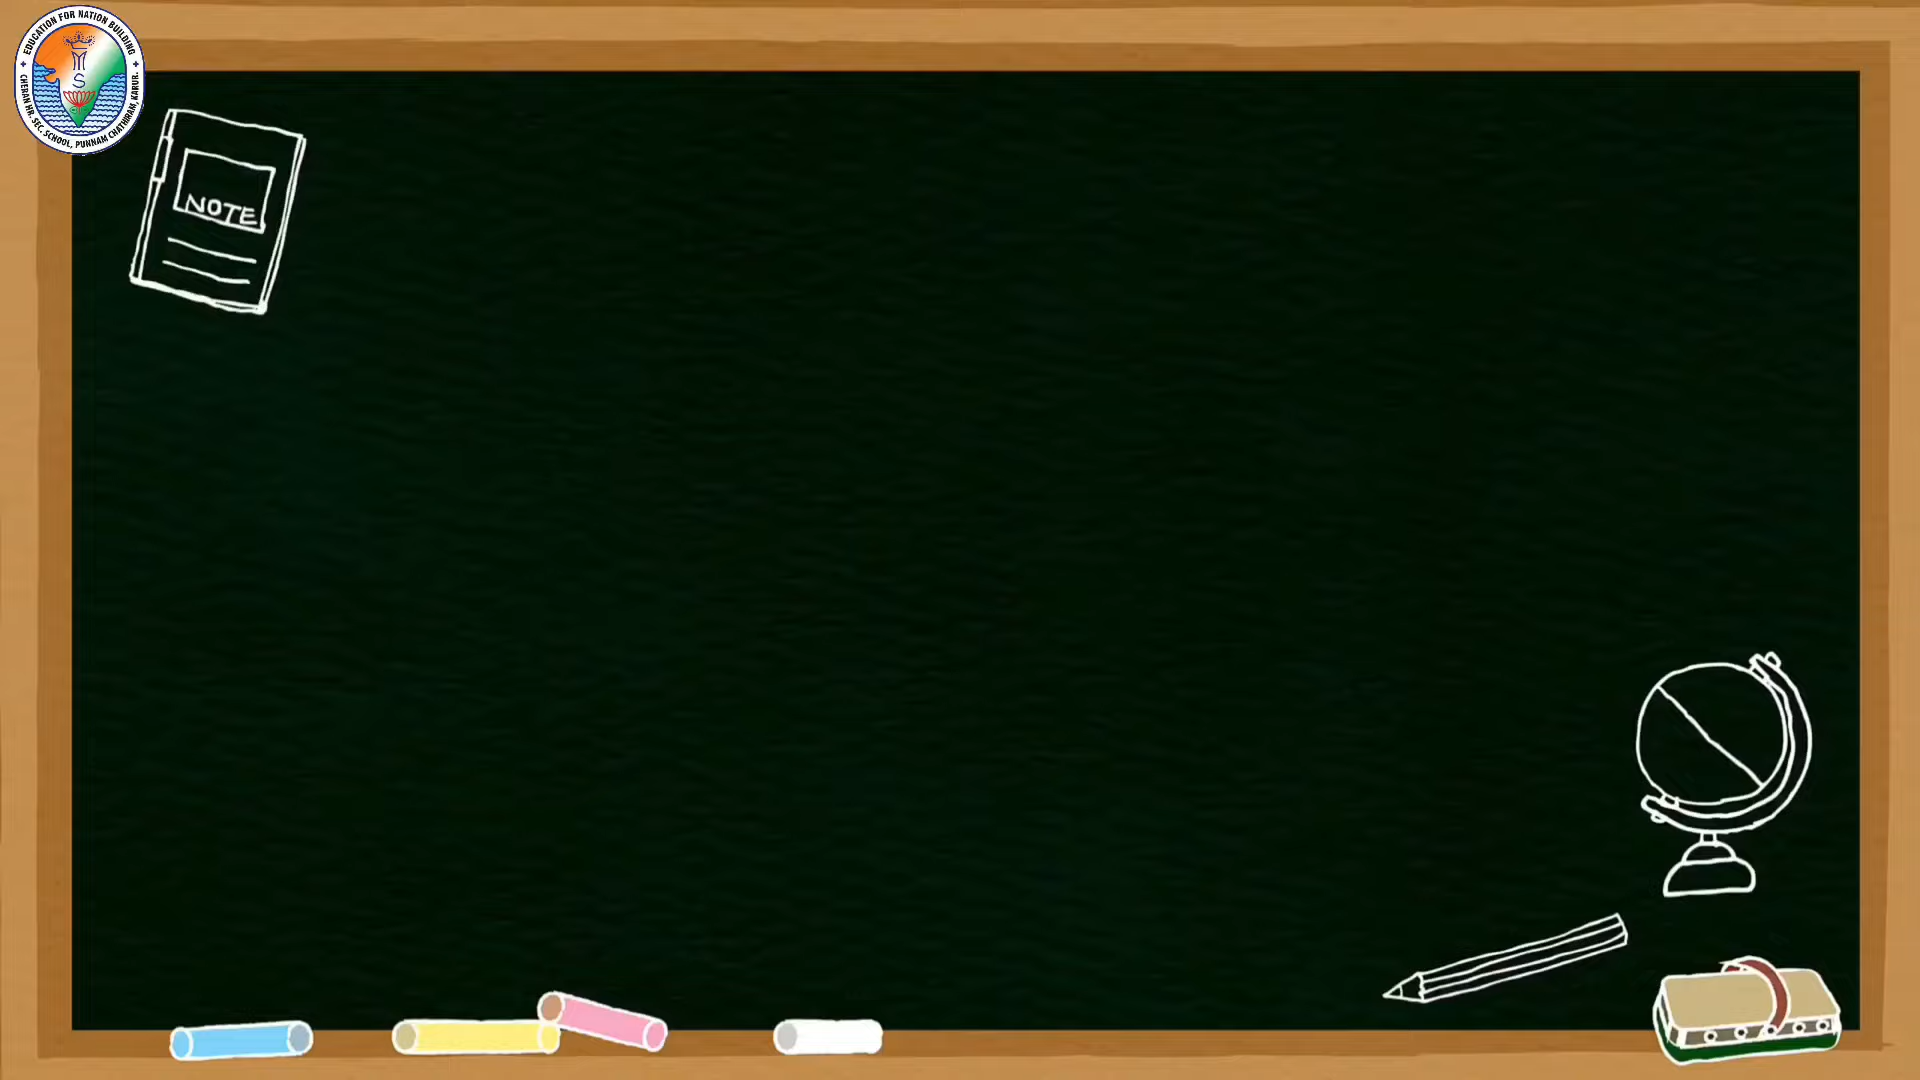 EDUCATION FOR NATION BUILDING
CHERAN HR. SEC. SCHOOL, PUNNAM CHATHIRAM, KARUR.
S
NOTE